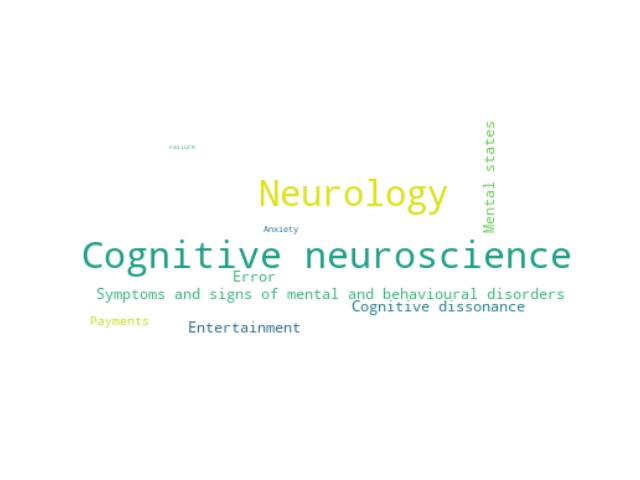 Mental states
Failure
Neurology
Anxiety
Cognitive neuroscience
Error
Symptoms and signs of mental and behavioural disorders
Cognitive dissonance
Payments
Entertainment